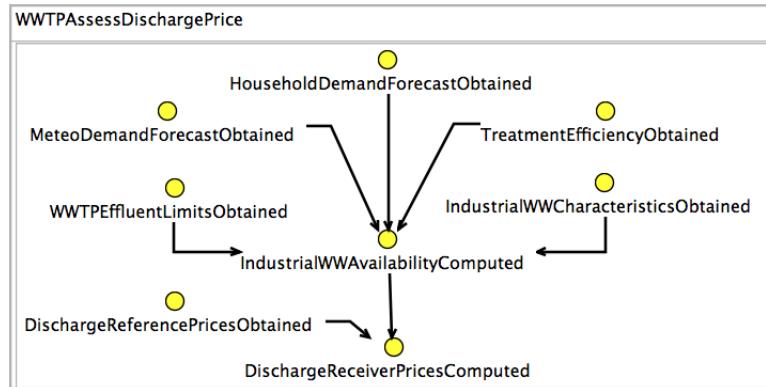 WWTPAssessDischargePrice
HouseholdDemandForecastObtained
MeteoDemandForecastObtained
TreatmentEfficiencyObtained
WWTPEffluentLimitsObtained
IndustrialWWCharacteristicsObtained
IndustrialWWAvailabilityComputed
DischargeReferencePricesObtained
DischargeReceiverPricesComputed